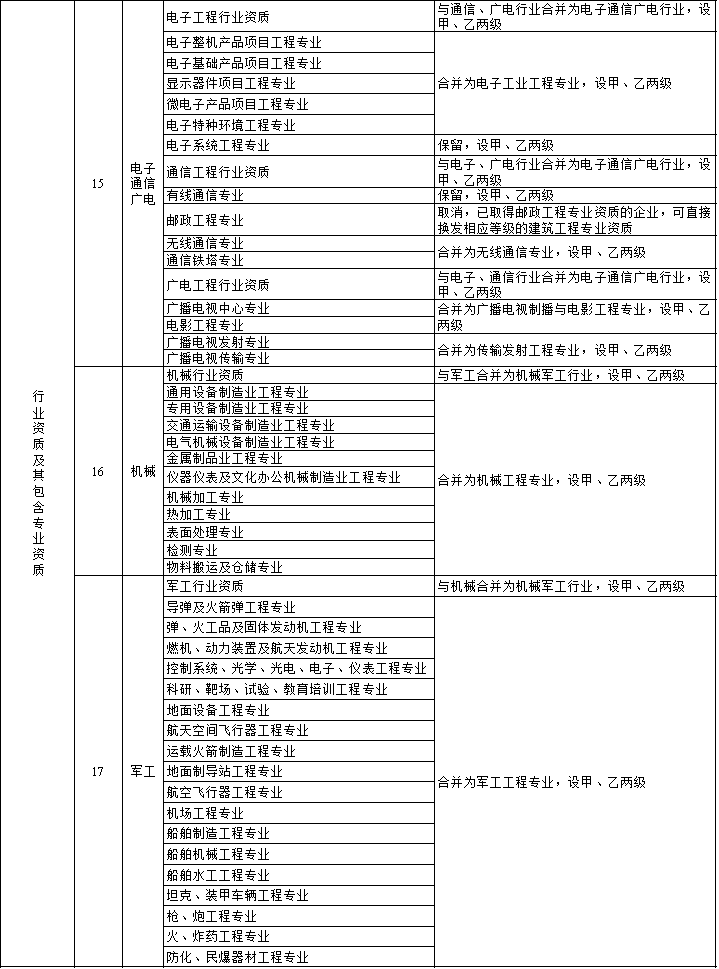 行业资质及其包含专业资质
15
电子
通信
广电
电子工程行业资质
与通信、广电行业合并为电子通信广电行业，设
甲、乙两级
电子整机产品项目工程专业
电子基础产品项目工程专业
显示器件项目工程专业
微电子产品项目工程专业
电子特种环境工程专业
合并为电子工业工程专业，设甲、乙两级
电子系统工程专业
保留，设甲、乙两级
通信工程行业资质
与电子、广电行业合并为电子通信广电行业，设
甲、乙两级
有线通信专业
保留，设甲、乙两级
邮政工程专业
取消，已取得邮政工程专业资质的企业，可直接
换发相应等级的建筑工程专业资质
无线通信专业
通信铁塔专业
合并为无线通信专业，设甲、乙两级
广电工程行业资质
与电子、通信行业合并为电子通信广电行业，设
甲、乙两级
广播电视中心专业
电影工程专业
合并为广播电视制播与电影工程专业，设甲、乙
两级
广播电视发射专业
广播电视传输专业
合并为传输发射工程专业，设甲、乙两级
16
机械
机械行业资质
与军工合并为机械军工行业，设甲、乙两级
通用设备制造业工程专业
专用设备制造业工程专业
交通运输设备制造业工程专业
电气机械设备制造业工程专业
金属制品业工程专业
仪器仪表及文化办公机械制造业工程专业
机械加工专业
热加工专业
表面处理专业
检测专业
物料搬运及仓储专业
合并为机械工程专业，设甲、乙两级
17
军工
军工行业资质
与机械合并为机械军工行业，设甲、乙两级
导弹及火箭弹工程专业
弹、火工品及固体发动机工程专业
燃机、动力装置及航天发动机工程专业
控制系统、光学、光电、电子、仪表工程专业
科研、靶场、试验、教育培训工程专业
地面设备工程专业
航天空间飞行器工程专业
运载火箭制造工程专业
地面制导站工程专业
航空飞行器工程专业
机场工程专业
船舶制造工程专业
船舶机械工程专业
船舶水工工程专业
坦克、装甲车辆工程专业
枪、炮工程专业
火、炸药工程专业
防化、民爆器材工程专业
合并为军工工程专业，设甲、乙两级